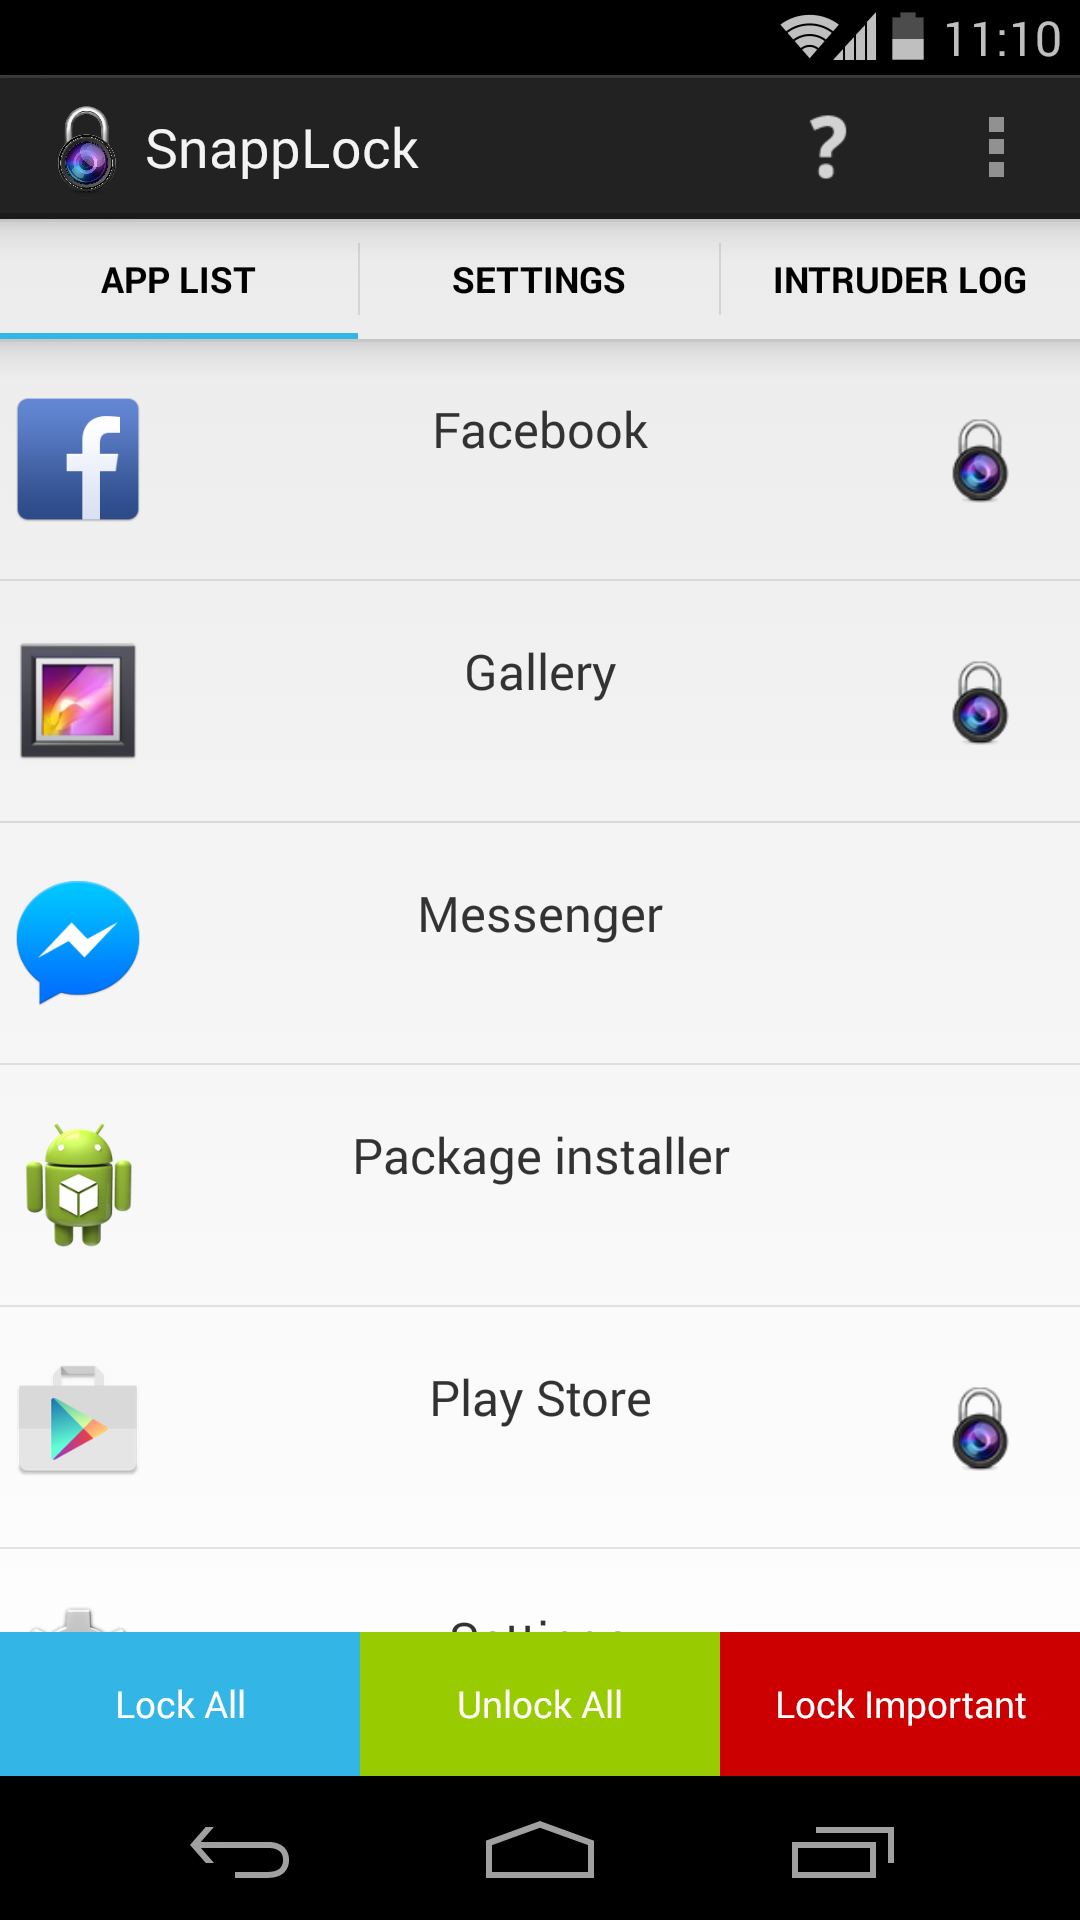 11:10
SnappLock
?
APP LIST
SETTINGS
INTRUDER LOG
Facebook
Gallery
Messenger
Package installer
Play Store
Settings
Lock All
Unlock All
Lock Important